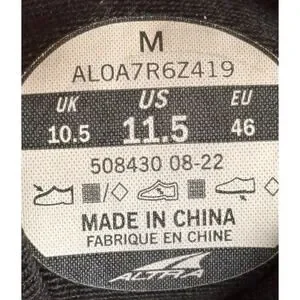 M
AL0A7R6Z419
UK US EU
10.5 11.5 46
508430 08-22
MADE IN CHINA
FABRIQUE EN CHINE
ALTRA